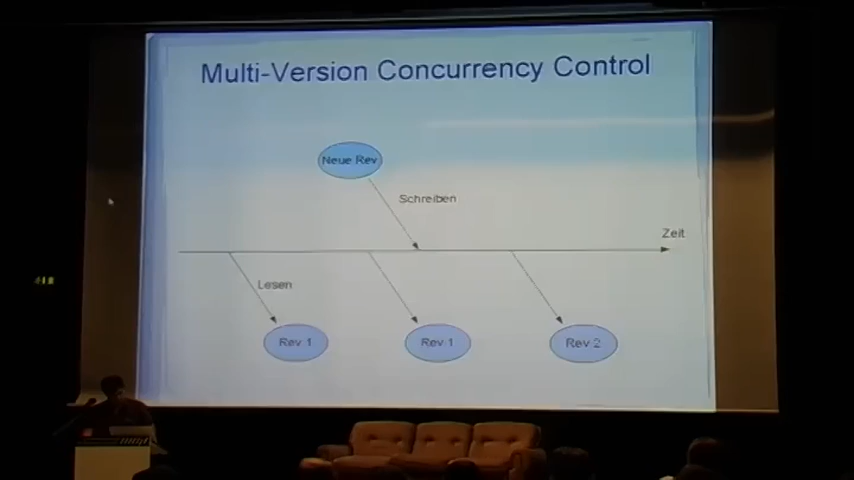 Multi-Version Concurrency Control
Neue Rev
Schreiben
Zeit
Lesen
Rev 1
Rev 1
Rev 2